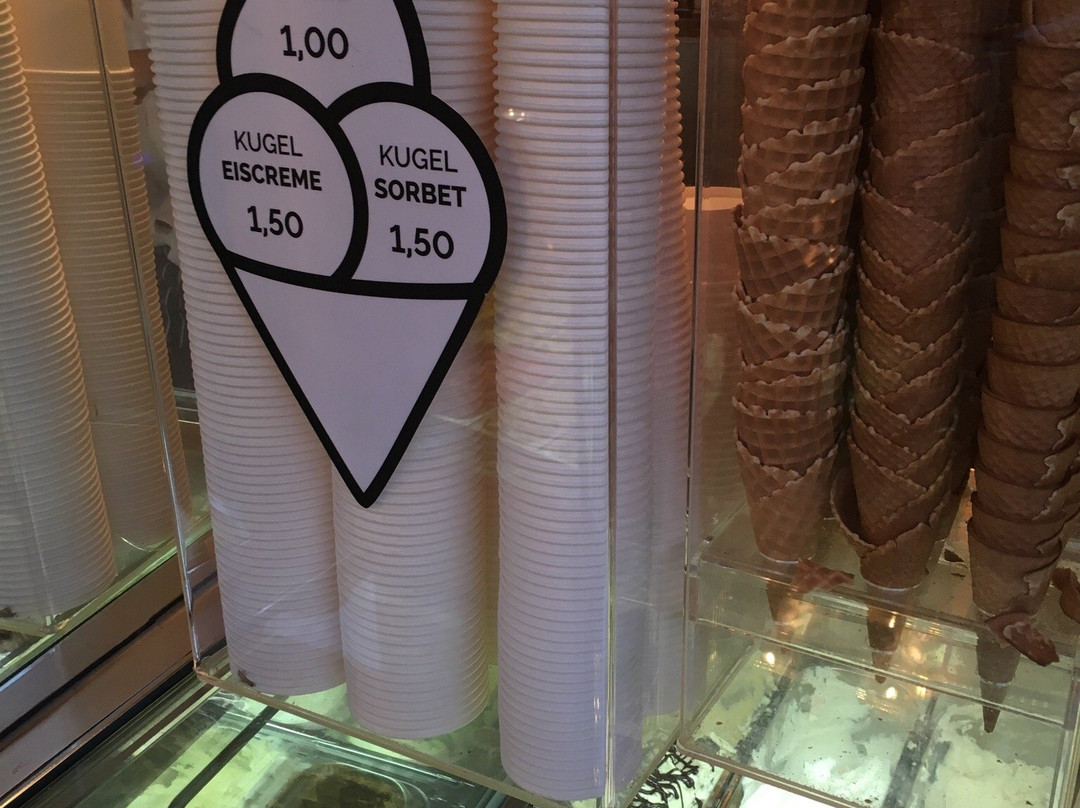 1,00
KUGEL
EISCREME
1,50
KUGEL
SORBET
1,50